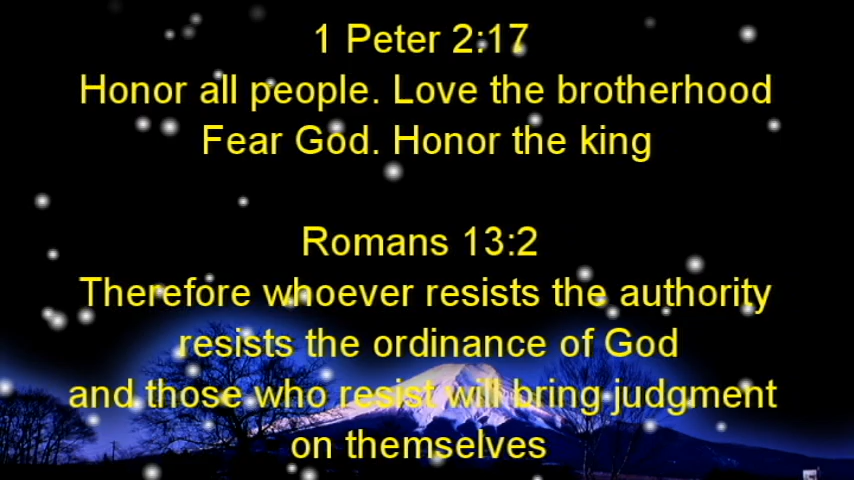 1 Peter 2:17
Honor all people. Love the brotherhood
Fear God. Honor the king
Romans 13:2
Therefore whoever resists the authority
resists the ordinance of God
and those who resist will bring judgment
on themselves